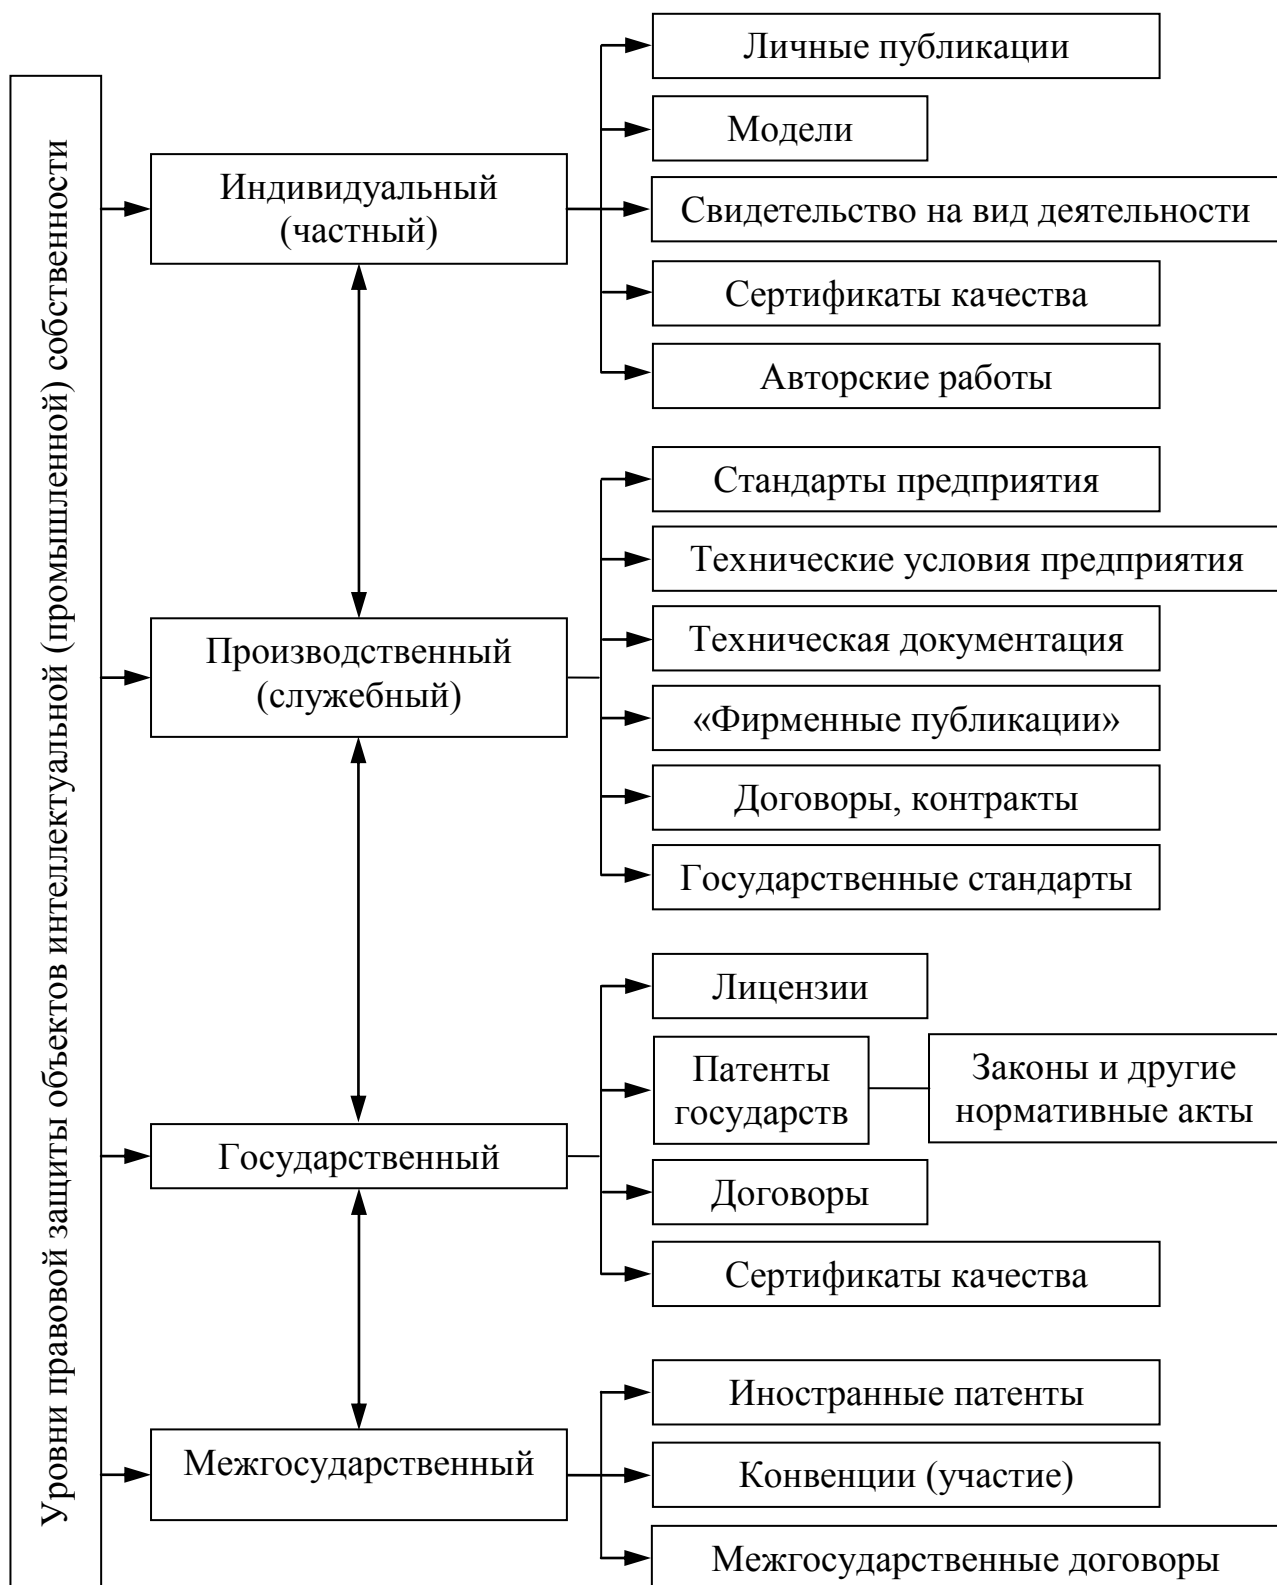 Уровни правовой защиты объектов интеллектуальной (промышленной) собственности
Индивидуальный
(частный)
Личные публикации
Модели
Свидетельство на вид деятельности
Сертификаты качества
Авторские работы
Производственный
(служебный)
Стандарты предприятия
Технические условия предприятия
Техническая документация
«Фирменные публикации»
Договоры, контракты
Государственные стандарты
Государственный
Лицензии
Патенты
государств
Законы и другие
нормативные акты
Договоры
Сертификаты качества
Межгосударственный
Иностранные патенты
Конвенции (участие)
Межгосударственные договоры